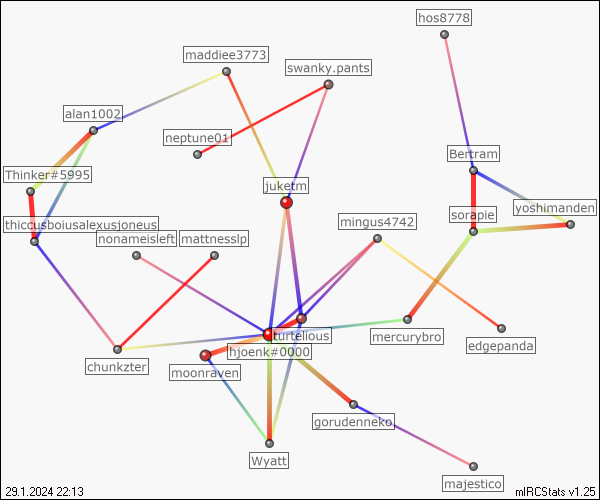 hos8778
maddiee3773
swanky.pants
alan1002
neptune01
Bertram
Thinker#5995
juketm
yoshimanden
sorapie
mingus4742
thiccusboiusalexusjoneus
nonameisleft
mattnesslp
turtelious
mercurybro
edgepanda
hjoenk#0000
chunkzter
moonraven
gorudenneko
Wyatt
majestico
29.1.2024 22:13
mIRCStats v1.25